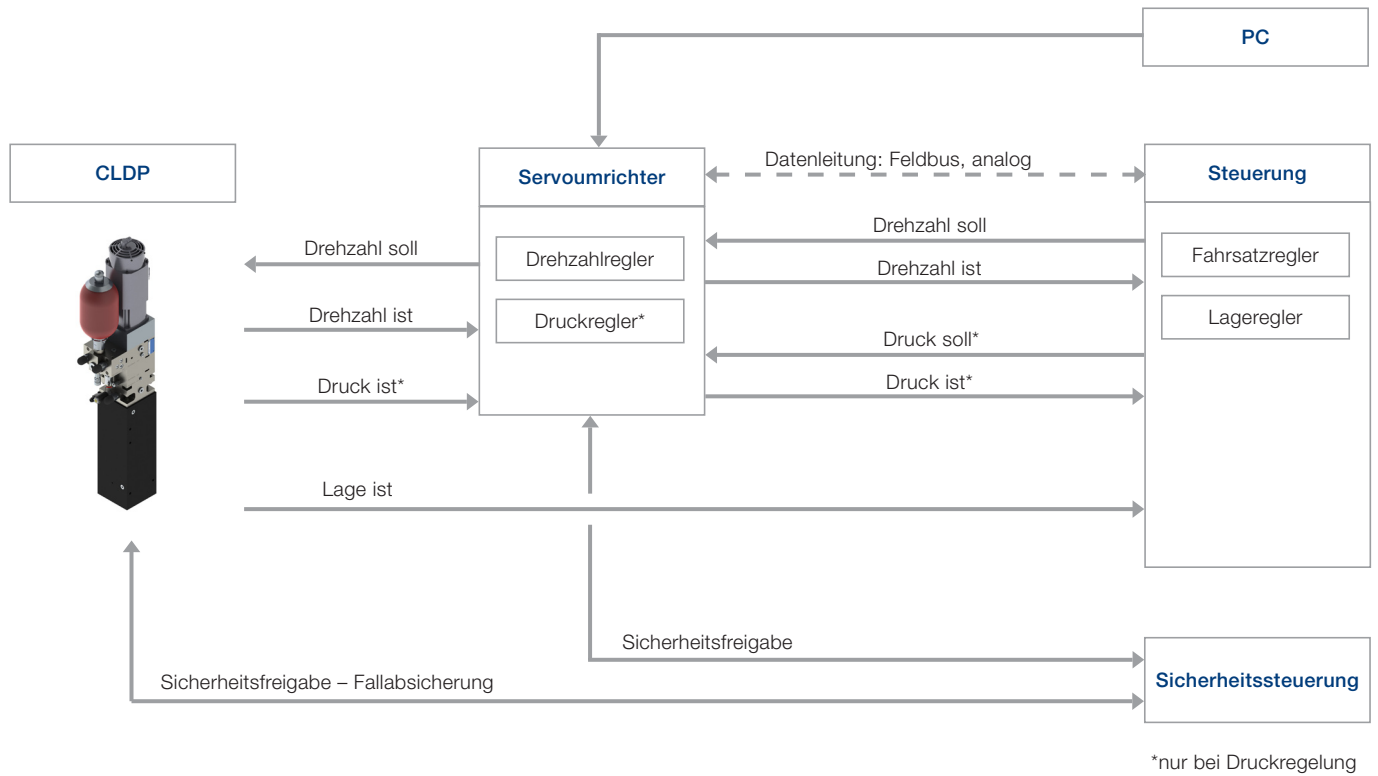 PC
CLDP
Servoumrichter
Datenleitung: Feldbus, analog
Steuerung
Drehzahl soll
Drehzahlregler
Drehzahl soll
Fahrsatzregler
Drehzahl ist
Drehzahl ist
Druckregler*
Lageregler
Druck soll*
Druck ist*
Druck ist*
Lage ist
Sicherheitsfreigabe
Sicherheitsfreigabe – Fallabsicherung
Sicherheitssteuerung
*nur bei Druckregelung